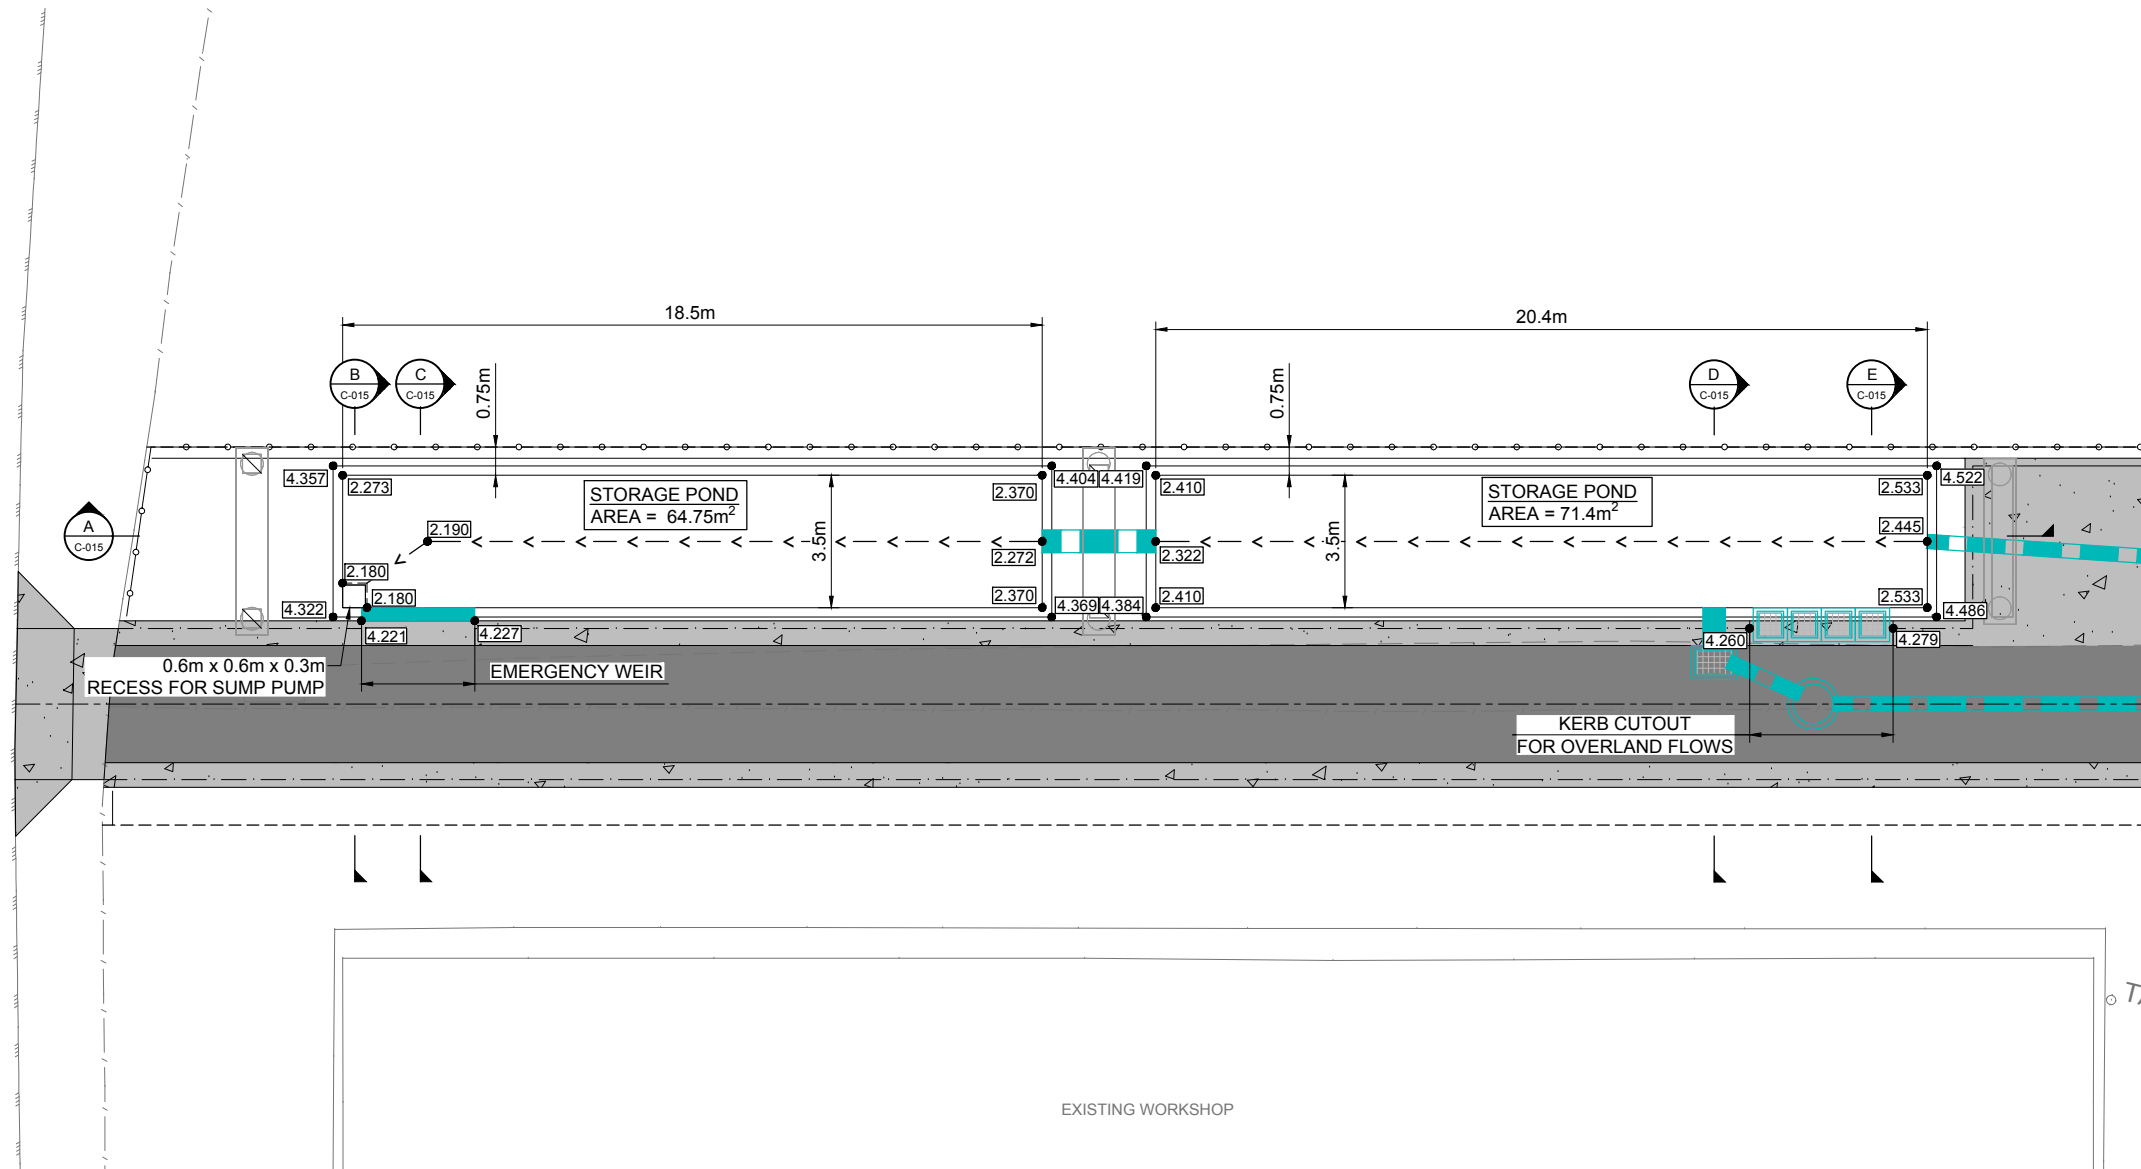 18.5m
20.4m
B
C-015
C
C-015
0.75m
0.75m
D
C-015
E
C-015
4.357
2.273
STORAGE POND
AREA = 64.75m²
2.370
4.404
4.419
2.410
STORAGE POND
AREA = 71.4m²
2.533
4.522
A
C-015
2.190
3.5m
2.272
2.322
3.5m
2.445
2.180
2.180
4.322
2.370
4.369
4.384
2.410
2.533
4.486
4.221
4.227
4.260
4.279
0.6m x 0.6m x 0.3m
RECESS FOR SUMP PUMP
EMERGENCY WEIR
KERB CUTOUT
FOR OVERLAND FLOWS
EXISTING WORKSHOP